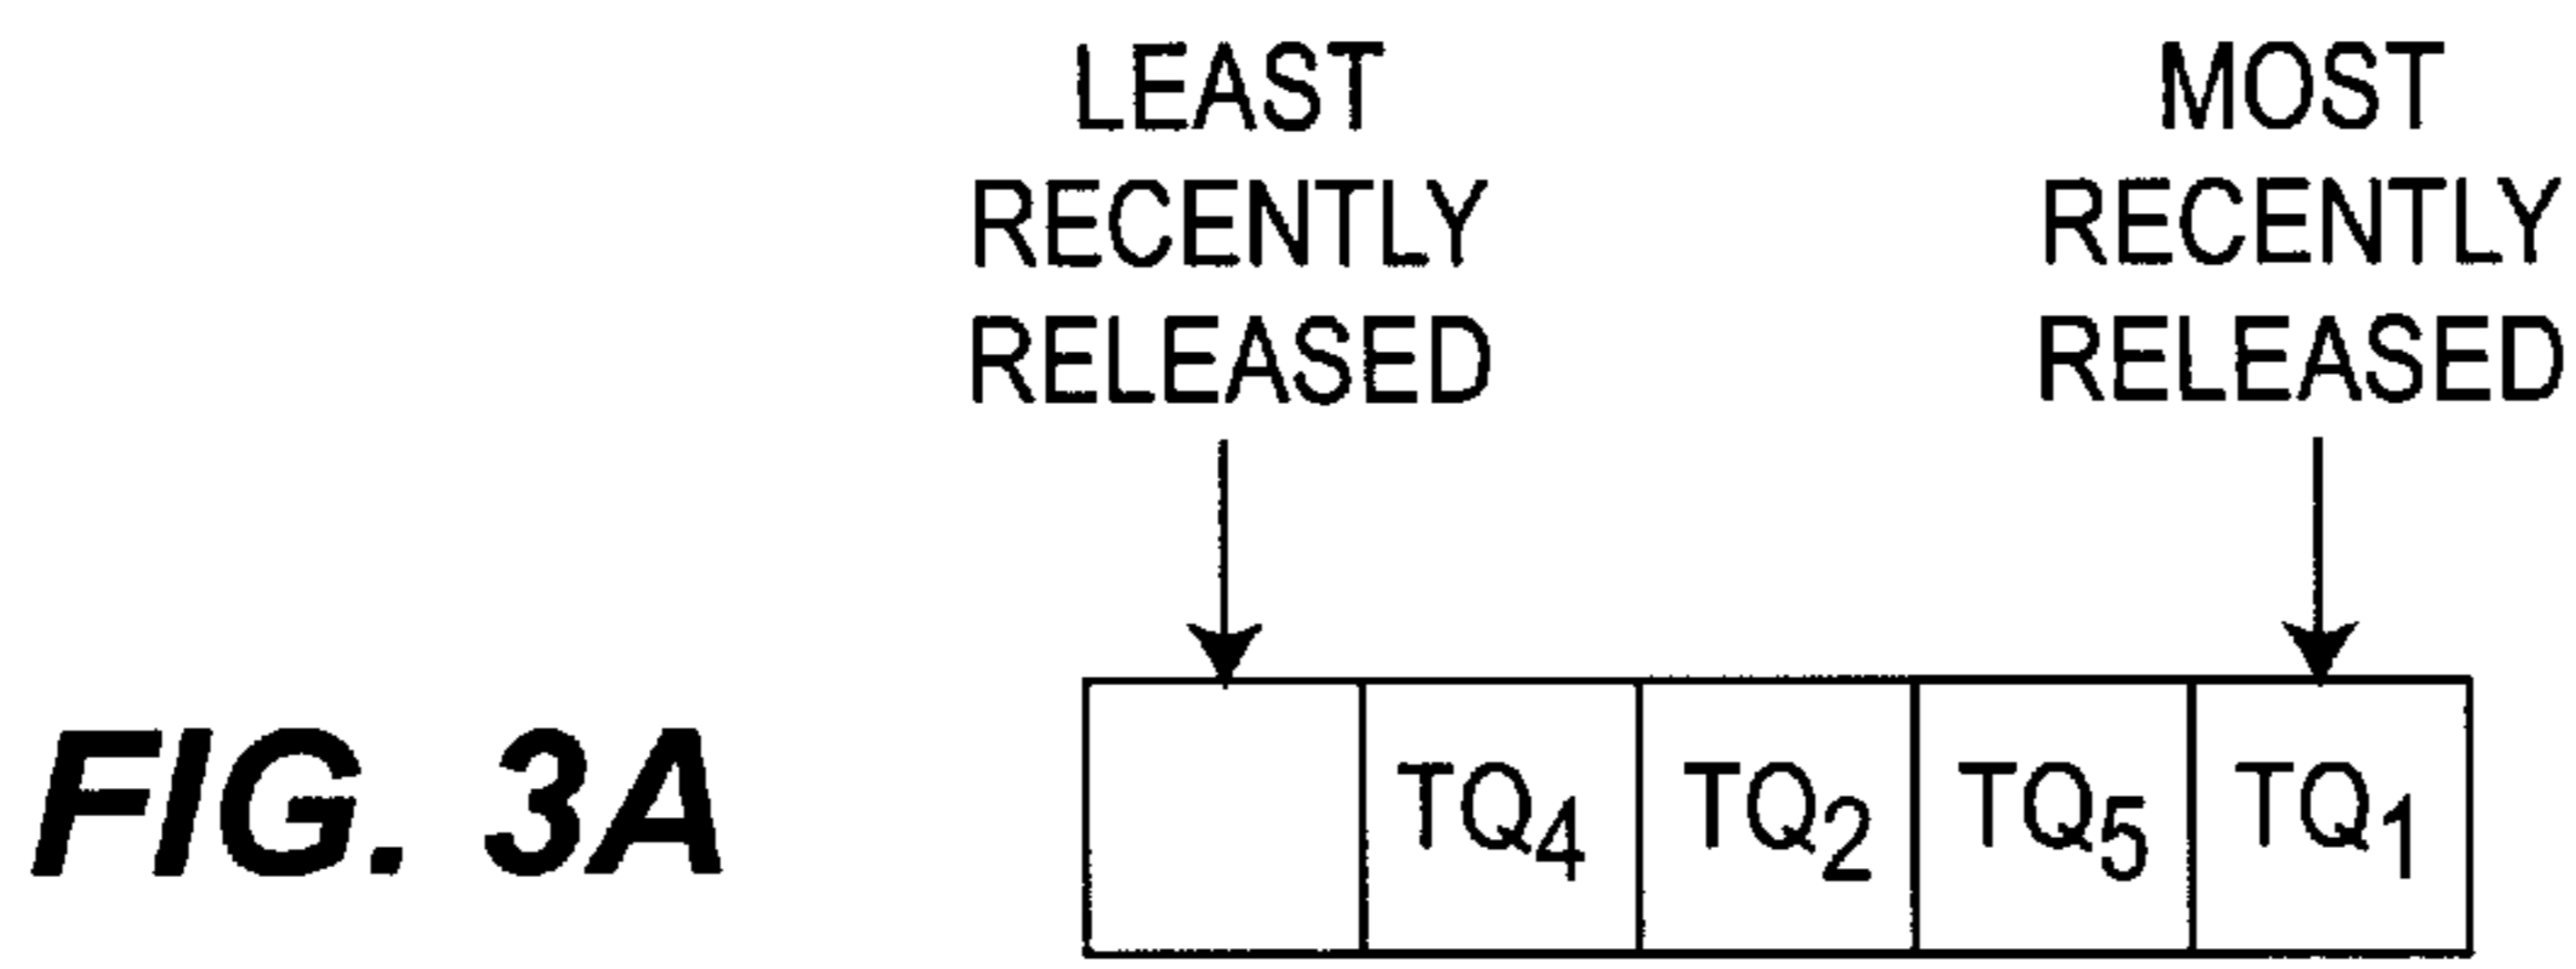 LEAST
RECENTLY
RELEASED
MOST
RECENTLY
RELEASED
FIG. 3A
TQ4 TQ2 TQ5 TQ1